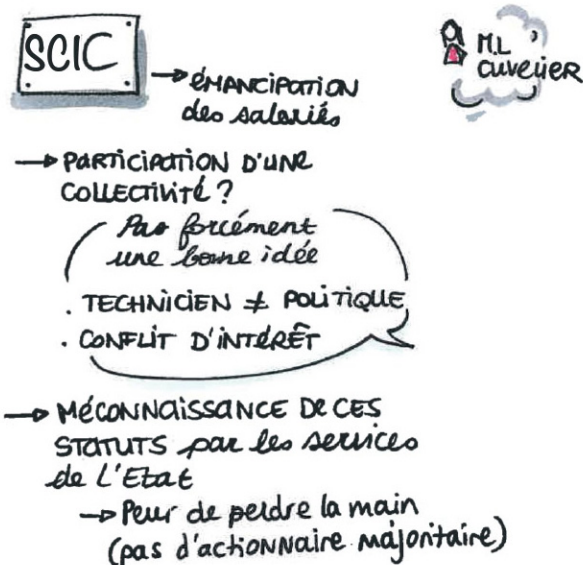 SCIC
M.L
CUVELIER
→ ÉMANCIPATION
des salariés
→ PARTICIPATION D'UNE
COLLECTIVITÉ ?
Pas forcément
une bonne idée
. TECHNICIEN ≠ POLITIQUE
. CONFLIT D'INTÉRÊT
→ MÉCONNAISSANCE DE CES
STATUTS par les services
de L'Etat
→ Peur de perdre la main
(pas d'actionnaire majoritaire)